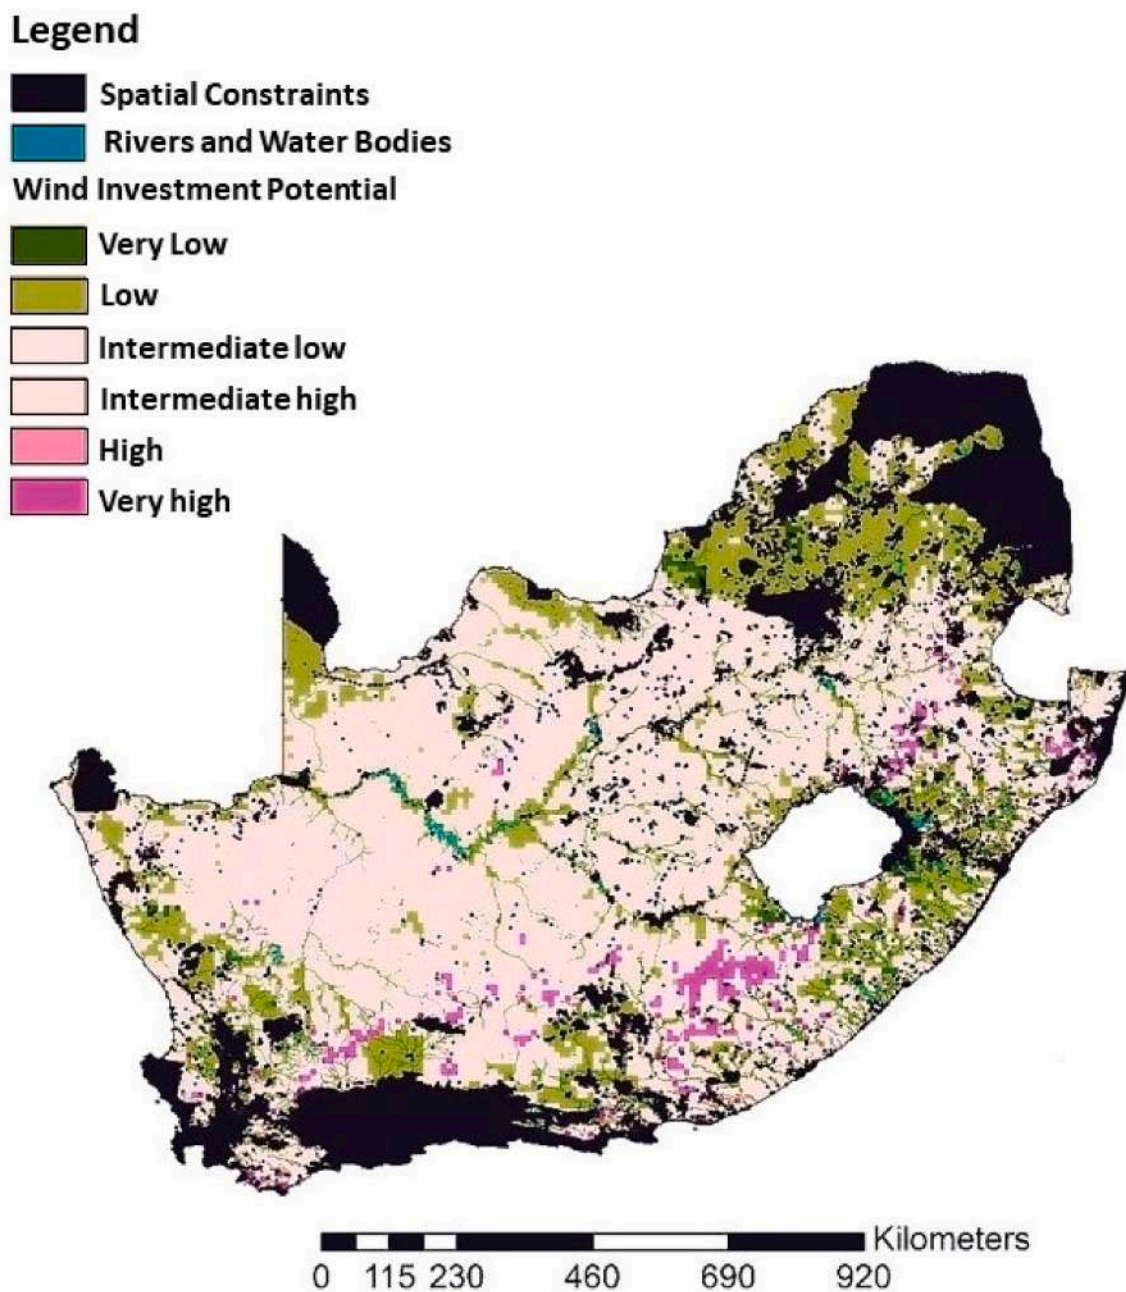 Legend
Spatial Constraints
Rivers and Water Bodies
Wind Investment Potential
Very Low
Low
Intermediate low
Intermediate high
High
Very high
Kilometers
0 115 230 460 690 920